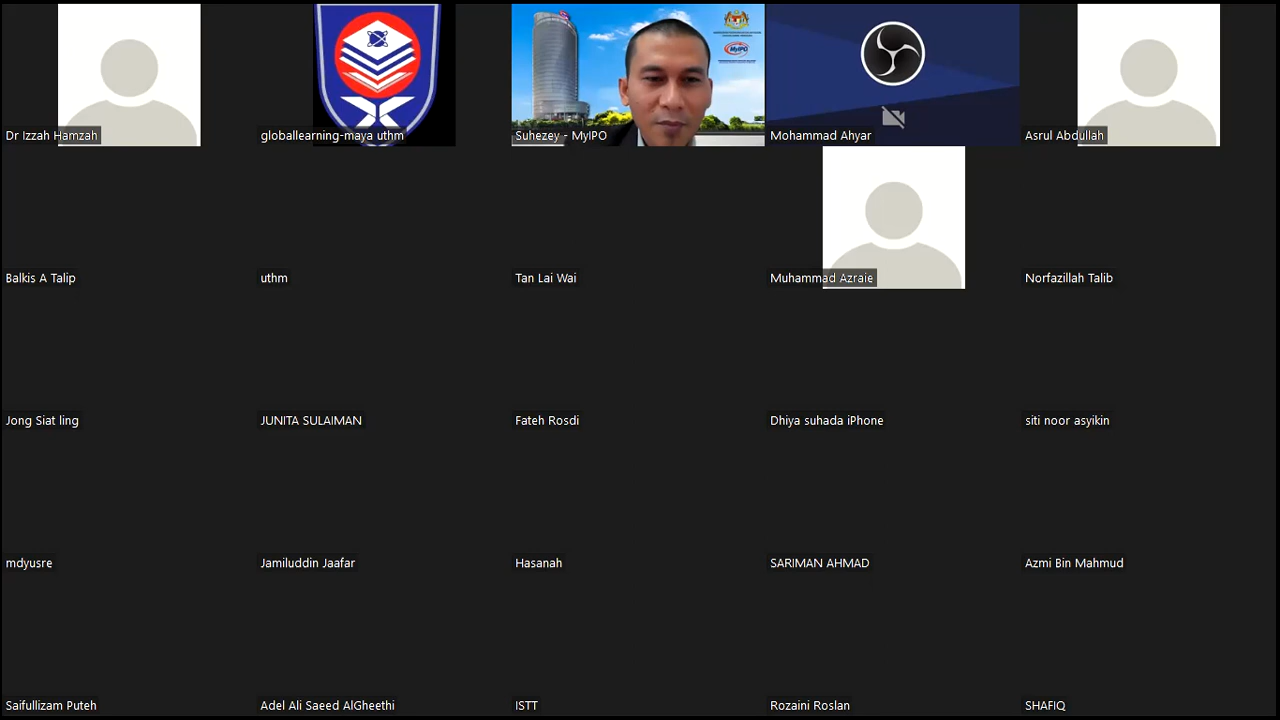 Dr Izzah Hamzah
globallearning-maya uthm
MyIPO
Suhezey - MyIPO
Mohammad Ahyar
Asrul Abdullah
Balkis A Talip
uthm
Tan Lai Wai
Muhammad Azraie
Norfazillah Talib
Jong Siat ling
JUNITA SULAIMAN
Fateh Rosdi
Dhiya suhada iPhone
siti noor asyikin
mdyusre
Jamiluddin Jaafar
Hasanah
SARIMAN AHMAD
Azmi Bin Mahmud
Saifullizam Puteh
Adel Ali Saeed AlGheethi
ISTT
Rozaini Roslan
SHAFIQ